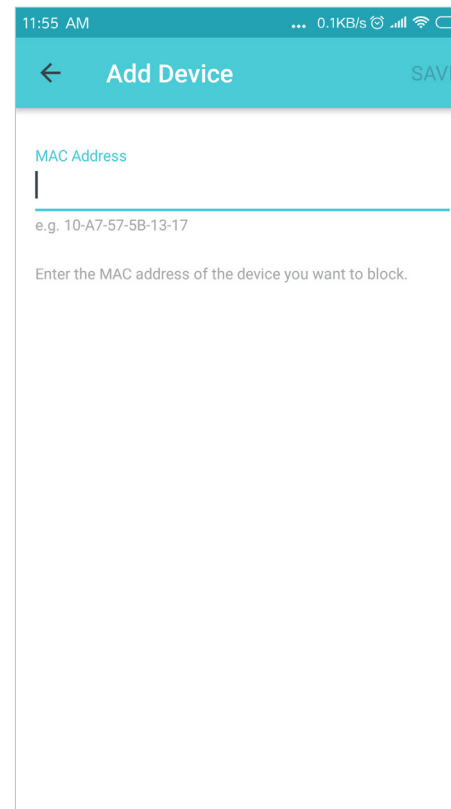 11:55 AM ... 0.1KB/s
Add Device SAVE
MAC Address
e.g. 10-A7-57-5B-13-17
Enter the MAC address of the device you want to block.